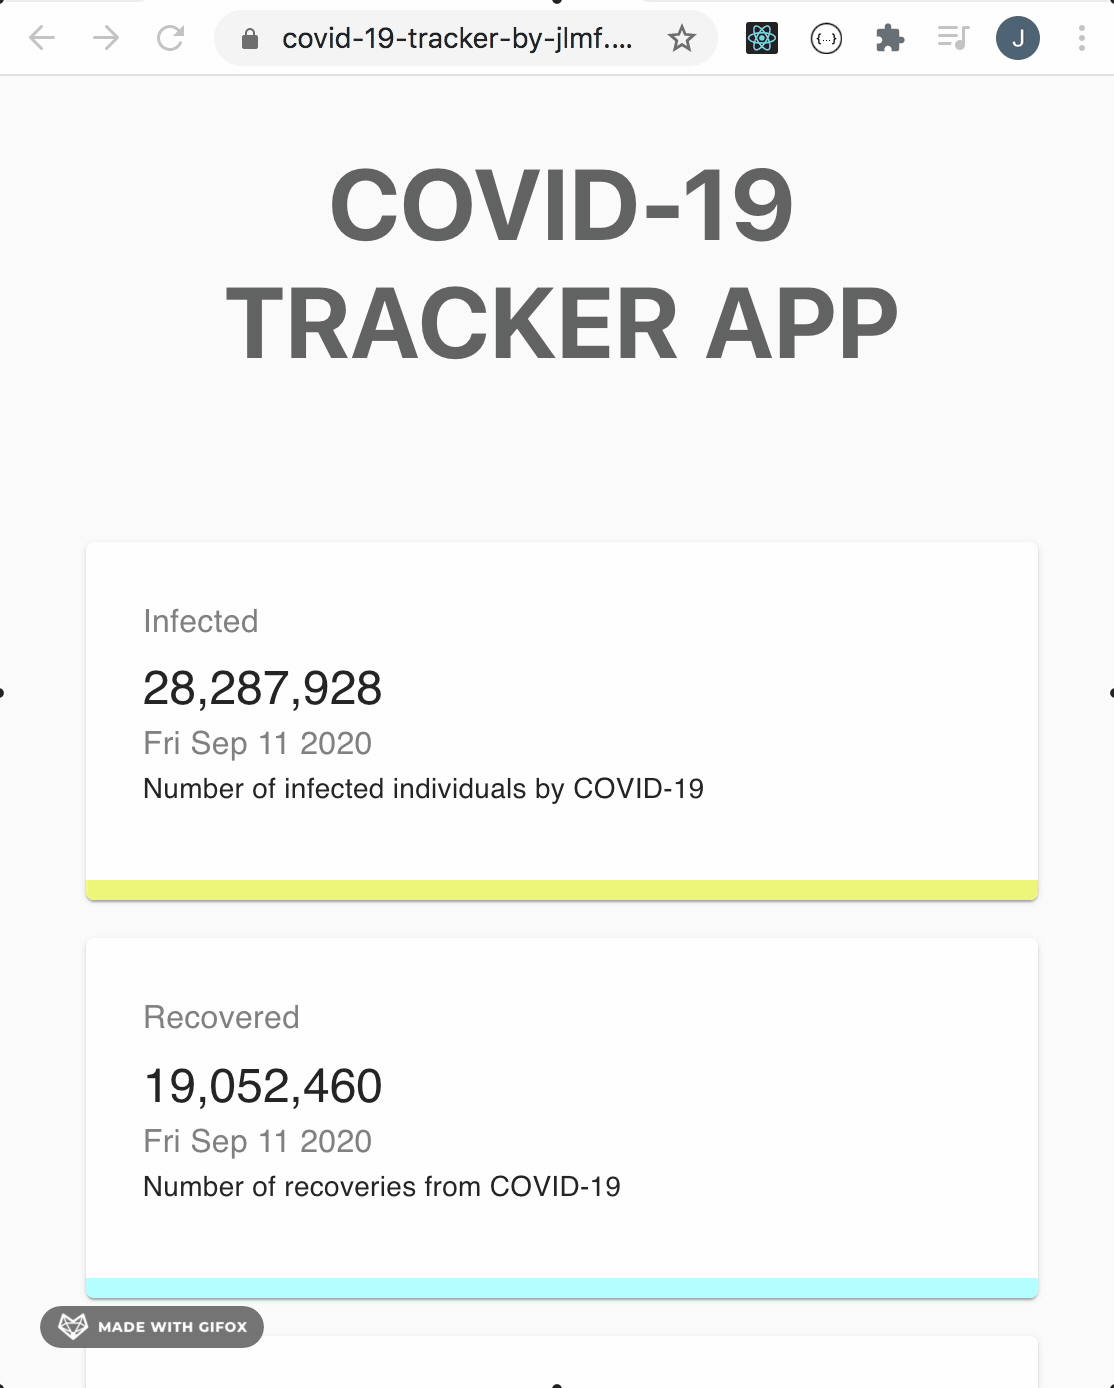 covid-19-tracker-by-jlmf....
{...}
J
COVID-19
TRACKER APP
Infected
28,287,928
Fri Sep 11 2020
Number of infected individuals by COVID-19
Recovered
19,052,460
Fri Sep 11 2020
Number of recoveries from COVID-19
MADE WITH GIFOX